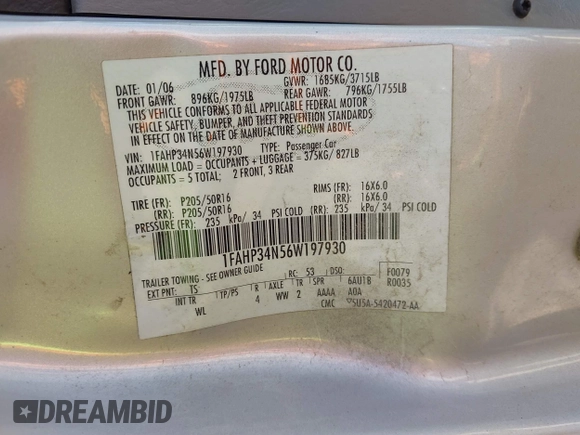 MFD. BY FORD MOTOR CO.
DATE: 01/06 GVWR: 1685KG/3715LB
FRONT GAWR: 896KG/1975LB REAR GAWR: 796KG/1755LB
THIS VEHICLE CONFORMS TO ALL APPLICABLE FEDERAL MOTOR
VEHICLE SAFETY, BUMPER, AND THEFT PREVENTION STANDARDS
IN EFFECT ON THE DATE OF MANUFACTURE SHOWN ABOVE.
VIN: 1FAHP34N56W197930 TYPE: Passenger Car
MAXIMUM LOAD = OCCUPANTS + LUGGAGE = 375KG/ 827LB
OCCUPANTS = 5 TOTAL; 2 FRONT, 3 REAR
TIRE (FR): P205/50R16 RIMS (FR): 16X6.0
(RR): P205/50R16 (RR): 16X6.0
PRESSURE (FR): 235 kPa/ 34 PSI COLD (RR): 235 kPa/ 34 PSI COLD
1FAHP34N56W197930
TRAILER TOWING - SEE OWNER GUIDE
EXT PNT: TS RC: 53 DSO: F0079
INT TR TP/PS R AXLE TR SPR 6AU1B R0035
WL 4 WW 2 AAAA A0A
CMC 5U5A-5420472-AA
DREAMBID